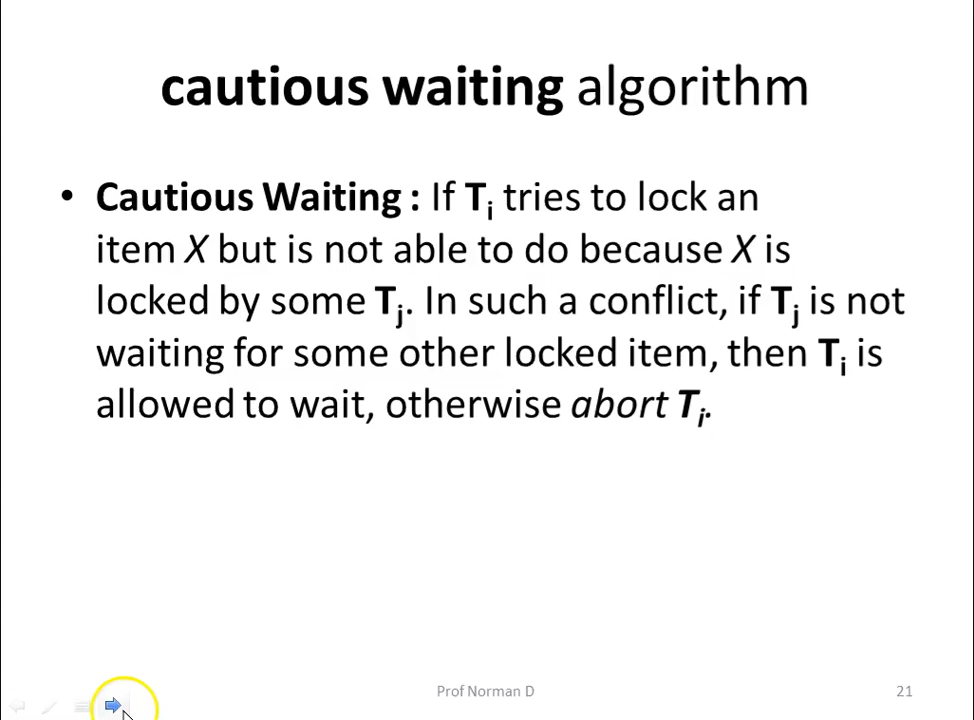 cautious waiting algorithm
• Cautious Waiting : If Ti tries to lock an
item X but is not able to do because X is
locked by some Tj. In such a conflict, if Tj is not
waiting for some other locked item, then Ti is
allowed to wait, otherwise abort Ti.
Prof Norman D
21